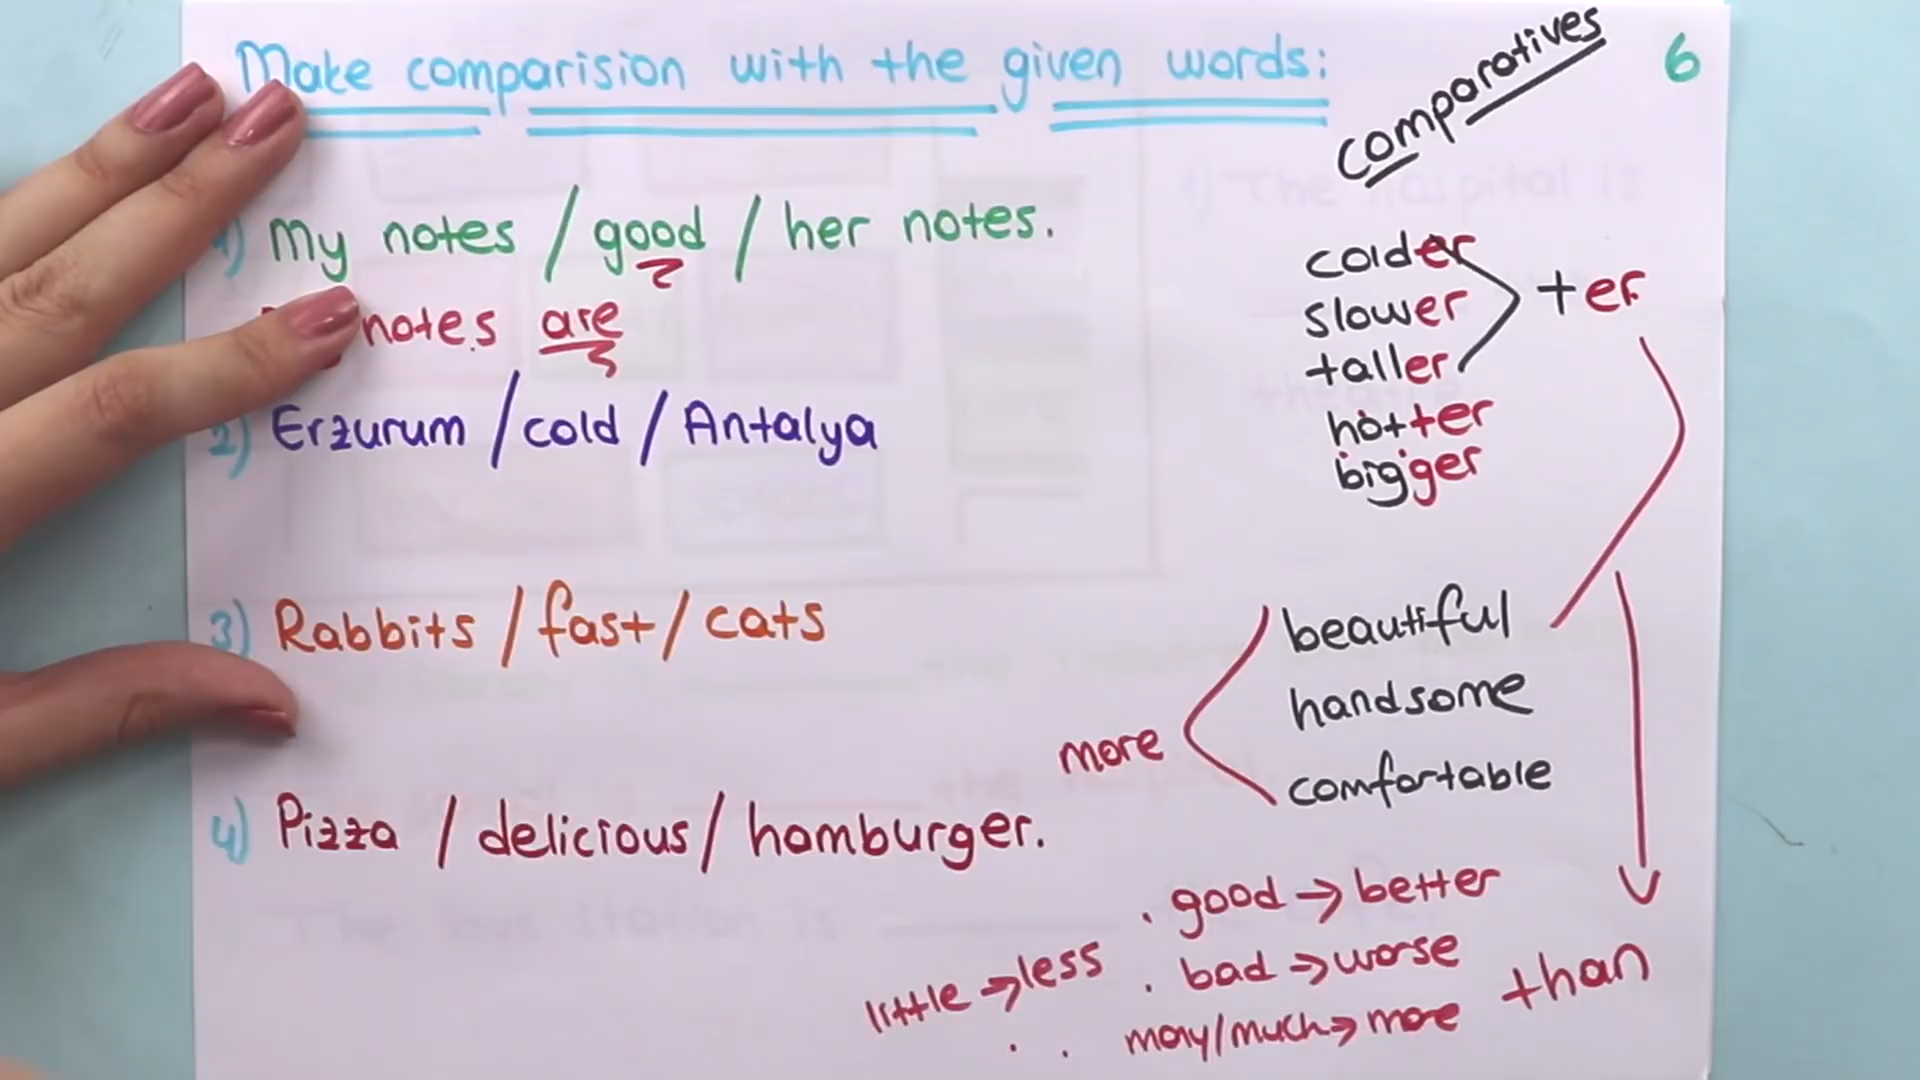 Make comparision with the given words:
Comparatives
6
1) My notes / good / her notes.
notes are
2) Erzurum / cold / Antalya
3) Rabbits / fast / cats
4) Pizza / delicious / hamburger.
colder
slower
taller
+er
hotter
bigger
more
beautiful
handsome
comfortable
. good → better
. bad → worse
little → less
many/much → more
than